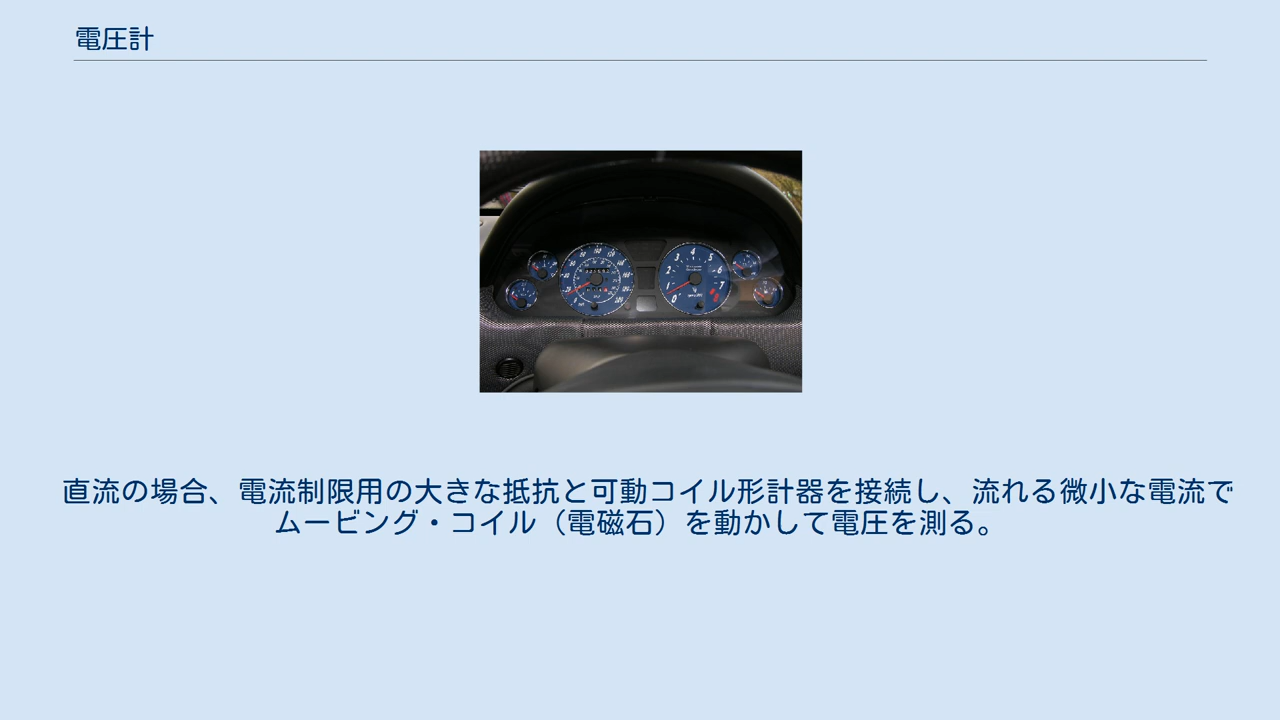 電圧計
直流の場合、電流制限用の大きな抵抗と可動コイル形計器を接続し、流れる微小な電流で
ムービング・コイル（電磁石）を動かして電圧を測る。